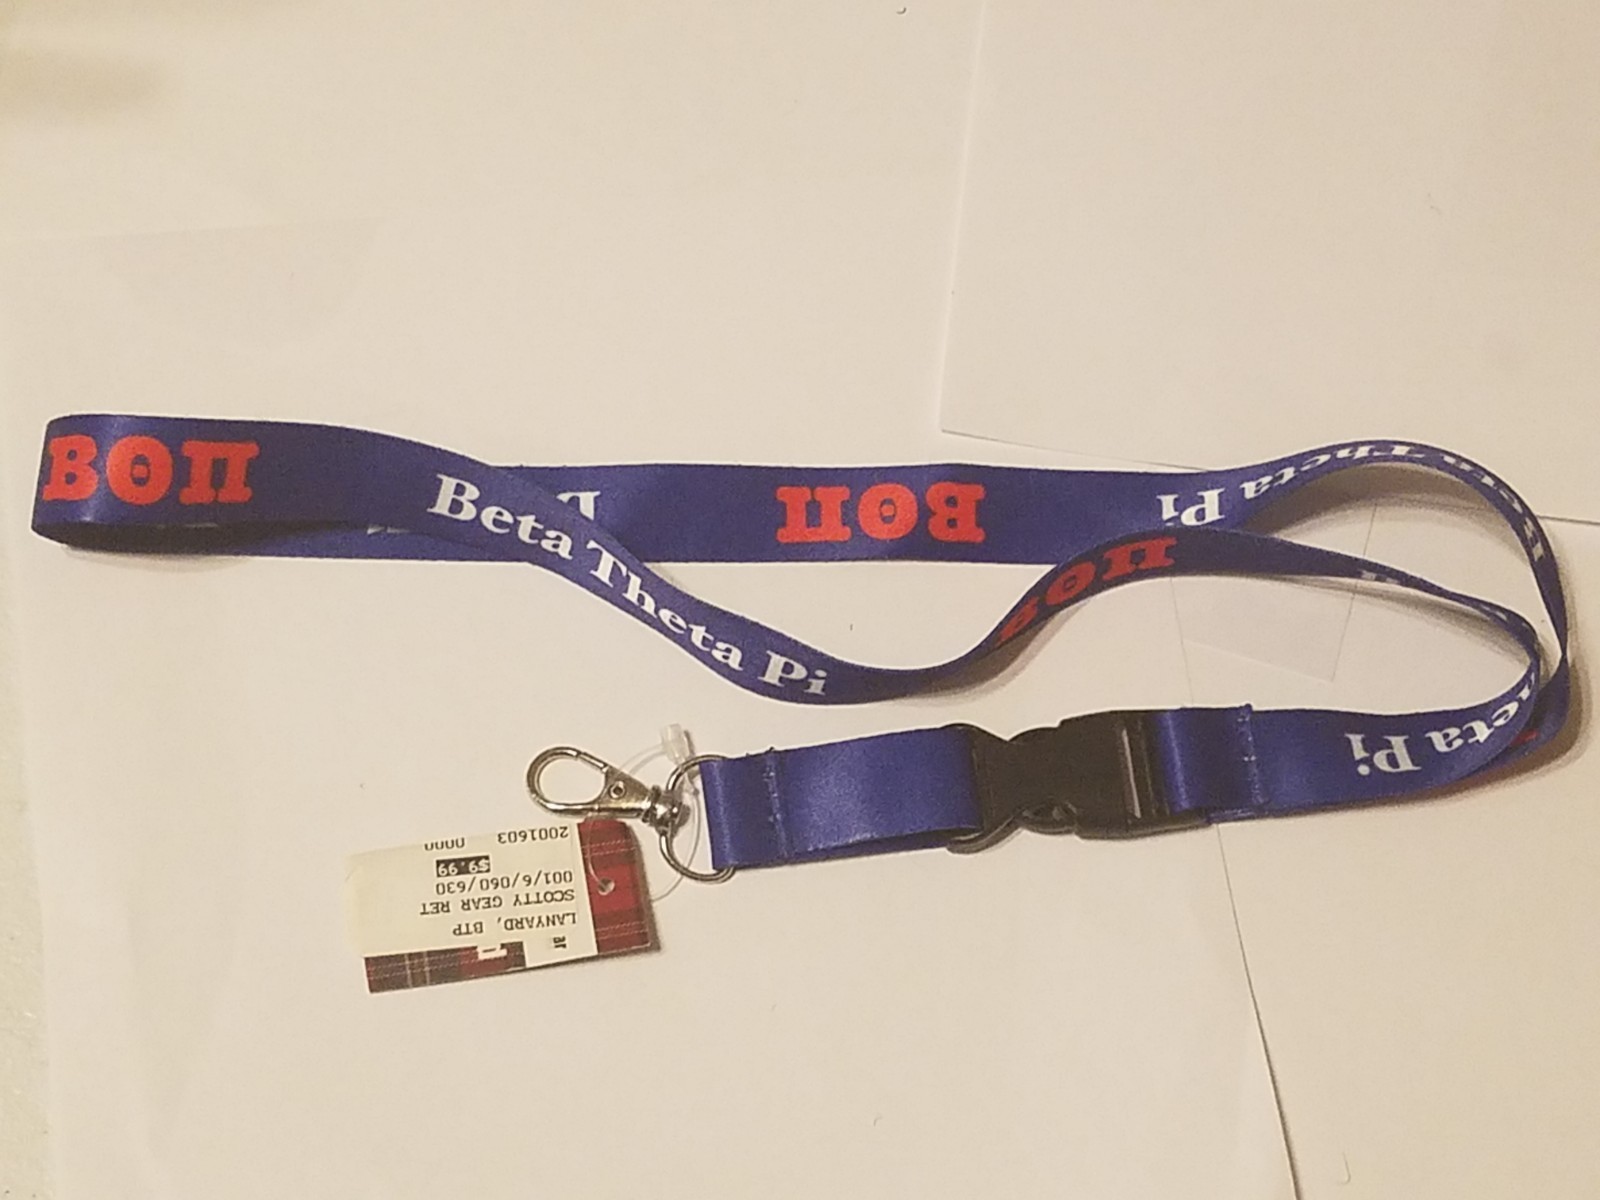 ΒΘΠ
Beta Theta Pi
ΒΘΠ
Beta Theta Pi
ΒΘΠ
eta Pi
LANYARD, BTP
SCOTTY GEAR RET
001/6/060/630
$9.99
2001603